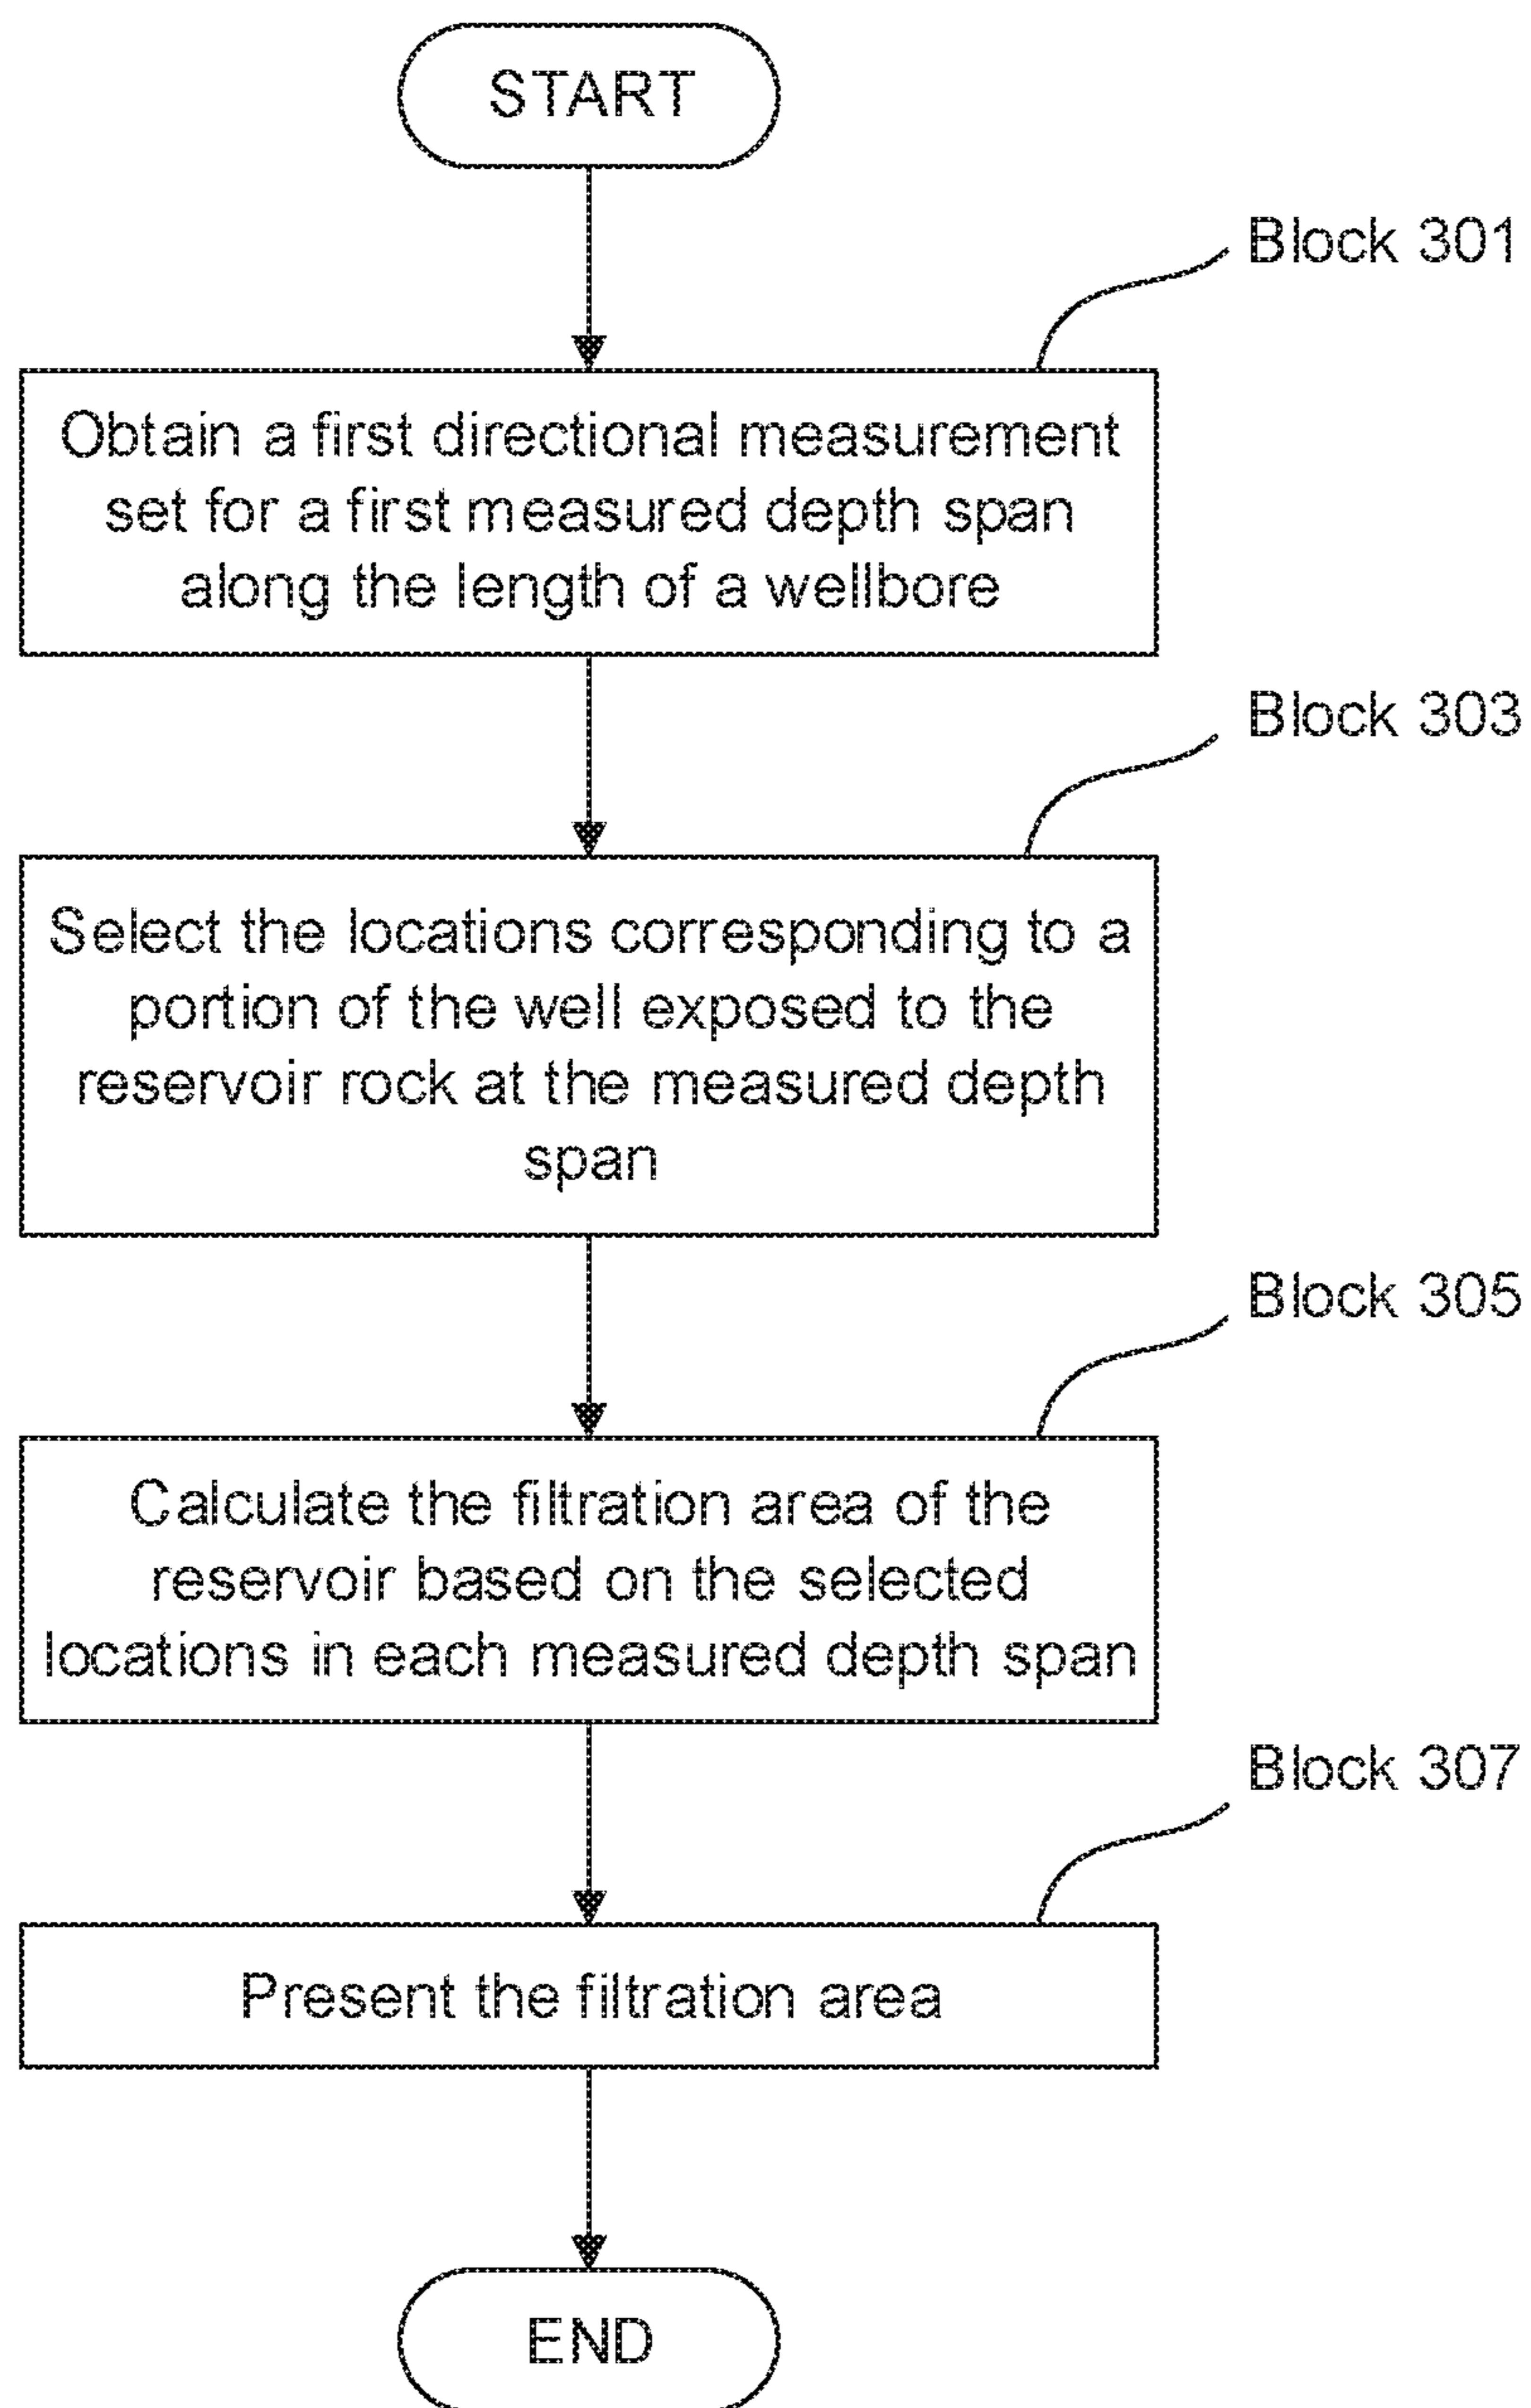 START
Block 301
Obtain a first directional measurement
set for a first measured depth span
along the length of a wellbore
Block 303
Select the locations corresponding to a
portion of the well exposed to the
reservoir rock at the measured depth
span
Block 305
Calculate the filtration area of the
reservoir based on the selected
locations in each measured depth span
Block 307
Present the filtration area
END